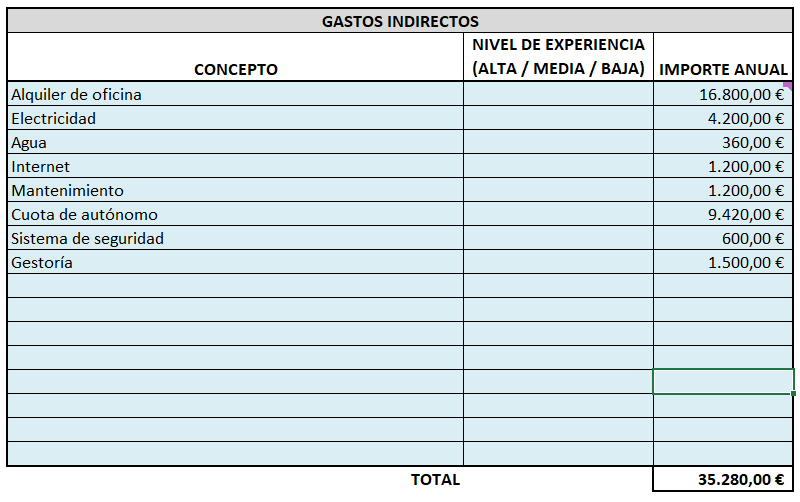 GASTOS INDIRECTOS
CONCEPTO NIVEL DE EXPERIENCIA (ALTA / MEDIA / BAJA) IMPORTE ANUAL
Alquiler de oficina 16.800,00 €
Electricidad 4.200,00 €
Agua 360,00 €
Internet 1.200,00 €
Mantenimiento 1.200,00 €
Cuota de autónomo 9.420,00 €
Sistema de seguridad 600,00 €
Gestoría 1.500,00 €
TOTAL 35.280,00 €